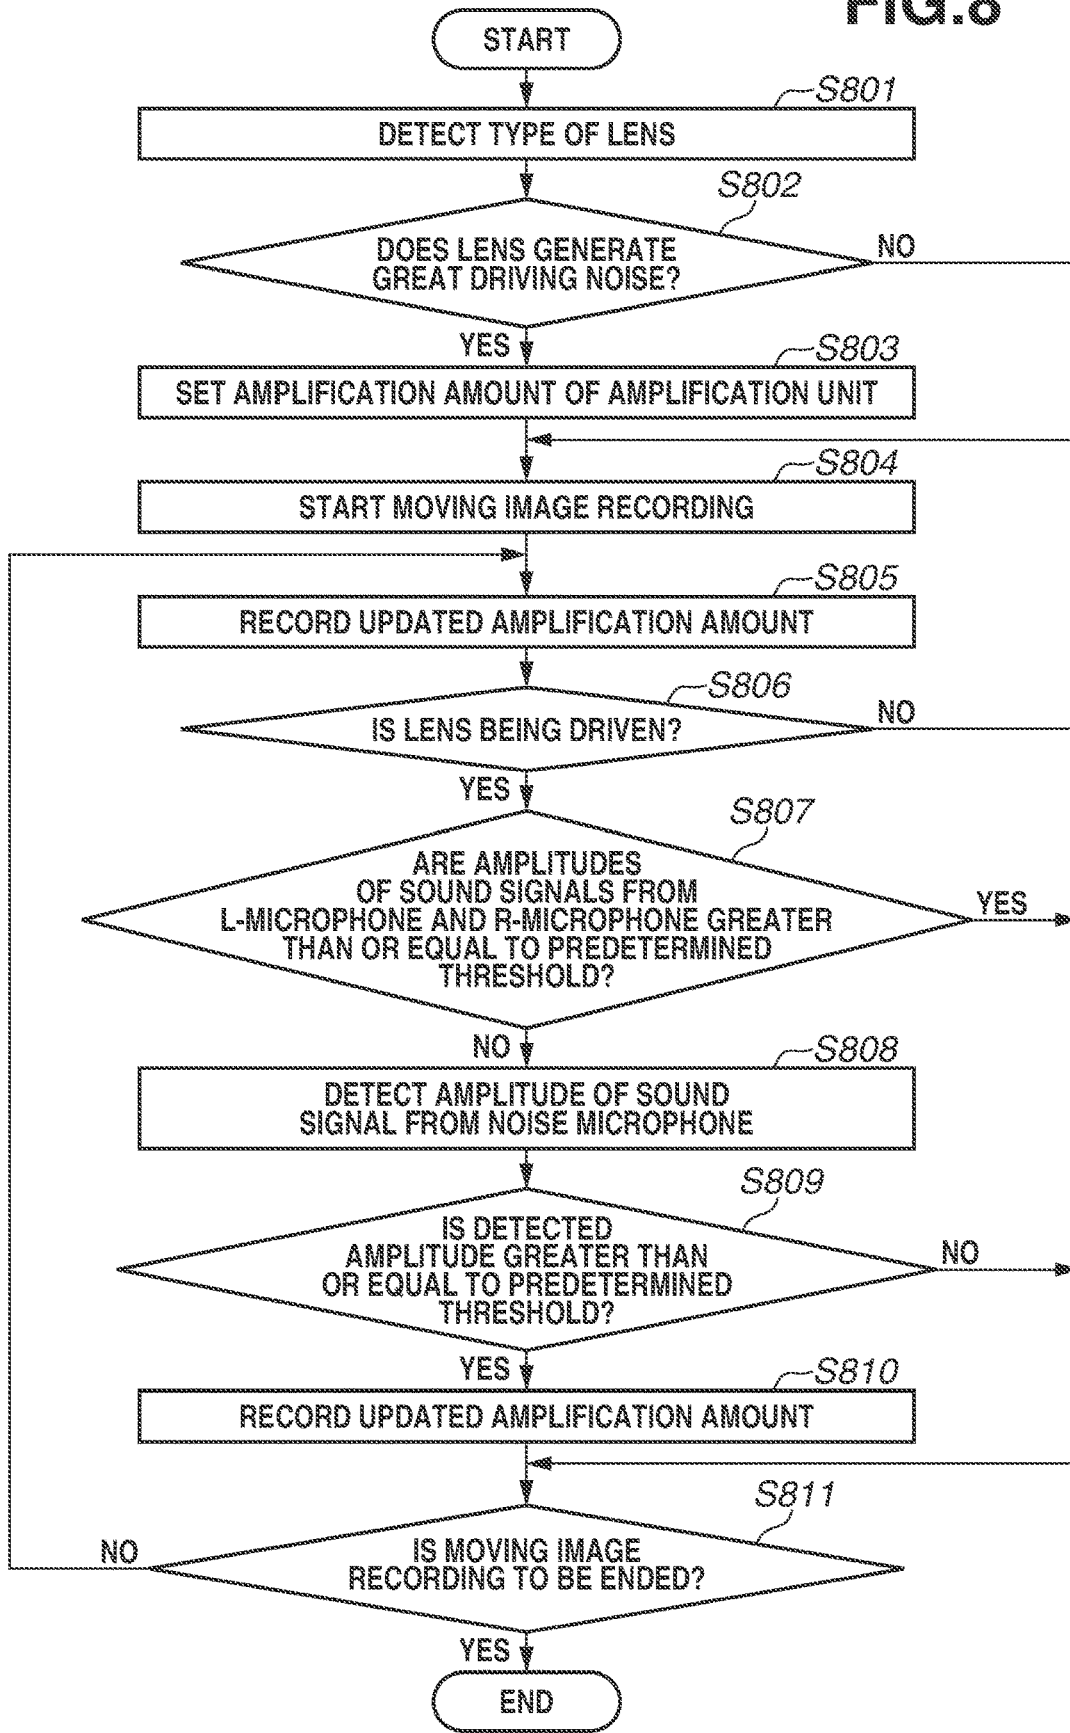 FIG.8
START
S801
DETECT TYPE OF LENS
S802
DOES LENS GENERATE
GREAT DRIVING NOISE?
NO
YES
S803
SET AMPLIFICATION AMOUNT OF AMPLIFICATION UNIT
S804
START MOVING IMAGE RECORDING
S805
RECORD UPDATED AMPLIFICATION AMOUNT
S806
IS LENS BEING DRIVEN?
NO
YES
S807
ARE AMPLITUDES
OF SOUND SIGNALS FROM
L-MICROPHONE AND R-MICROPHONE GREATER
THAN OR EQUAL TO PREDETERMINED
THRESHOLD?
YES
NO
S808
DETECT AMPLITUDE OF SOUND
SIGNAL FROM NOISE MICROPHONE
S809
IS DETECTED
AMPLITUDE GREATER THAN
OR EQUAL TO PREDETERMINED
THRESHOLD?
NO
YES
S810
RECORD UPDATED AMPLIFICATION AMOUNT
S811
IS MOVING IMAGE
RECORDING TO BE ENDED?
NO
YES
END